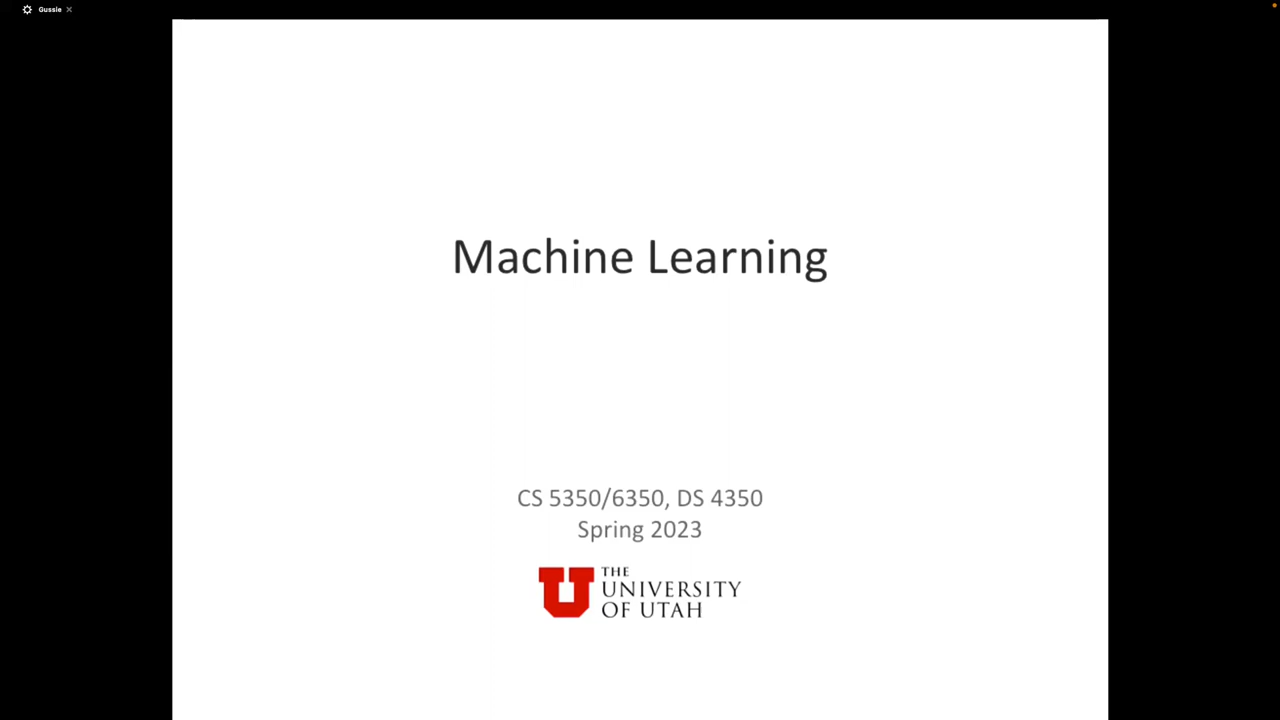 Gussie
Machine Learning
CS 5350/6350, DS 4350
Spring 2023
THE
UNIVERSITY
OF UTAH